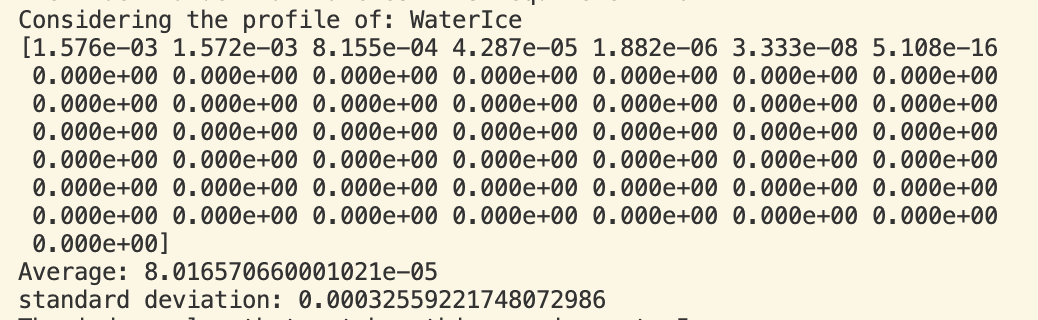 Considering the profile of: WaterIce
[1.576e-03 1.572e-03 8.155e-04 4.287e-05 1.882e-06 3.333e-08 5.108e-16
0.000e+00 0.000e+00 0.000e+00 0.000e+00 0.000e+00 0.000e+00 0.000e+00
0.000e+00 0.000e+00 0.000e+00 0.000e+00 0.000e+00 0.000e+00 0.000e+00
0.000e+00 0.000e+00 0.000e+00 0.000e+00 0.000e+00 0.000e+00 0.000e+00
0.000e+00 0.000e+00 0.000e+00 0.000e+00 0.000e+00 0.000e+00 0.000e+00
0.000e+00 0.000e+00 0.000e+00 0.000e+00 0.000e+00 0.000e+00 0.000e+00
0.000e+00 0.000e+00 0.000e+00 0.000e+00 0.000e+00 0.000e+00 0.000e+00
0.000e+00]
Average: 8.016570660001021e-05
standard deviation: 0.00032559221748072986